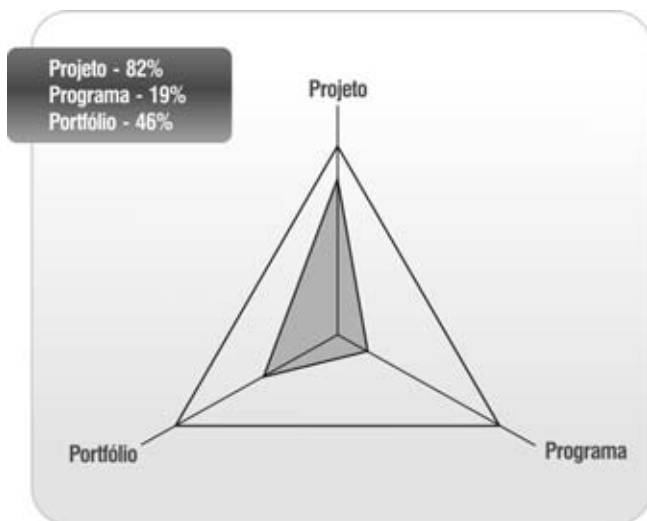 Projeto - 82%
Programa - 19%
Portfólio - 46%
Projeto
Portfólio
Programa